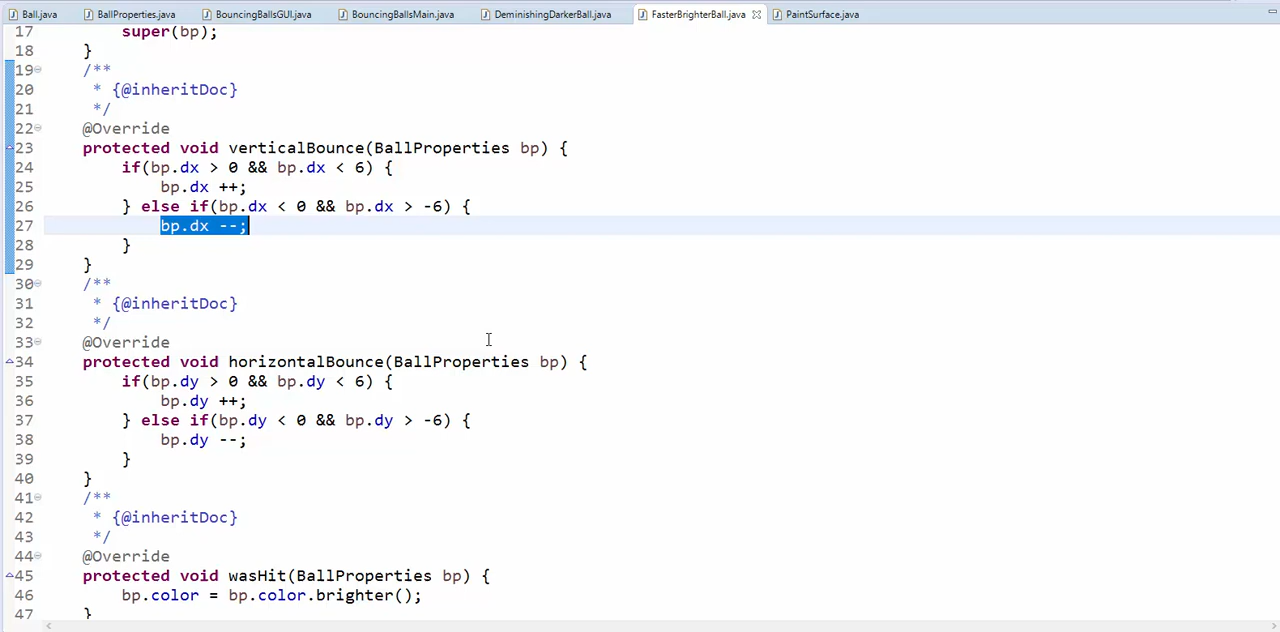 Ball.java BallProperties.java BouncingBallsGUI.java BouncingBallsMain.java DeminishingDarkerBall.java FasterBrighterBall.java PaintSurface.java
17 super(bp);
18 }
19 /**
20 * {@inheritDoc}
21 */
22 @Override
23 protected void verticalBounce(BallProperties bp) {
24 if(bp.dx > 0 && bp.dx < 6) {
25 bp.dx ++;
26 } else if(bp.dx < 0 && bp.dx > -6) {
27 bp.dx --;
28 }
29 }
30 /**
31 * {@inheritDoc}
32 */
33 @Override
34 protected void horizontalBounce(BallProperties bp) {
35 if(bp.dy > 0 && bp.dy < 6) {
36 bp.dy ++;
37 } else if(bp.dy < 0 && bp.dy > -6) {
38 bp.dy --;
39 }
40 }
41 /**
42 * {@inheritDoc}
43 */
44 @Override
45 protected void wasHit(BallProperties bp) {
46 bp.color = bp.color.brighter();
47 }